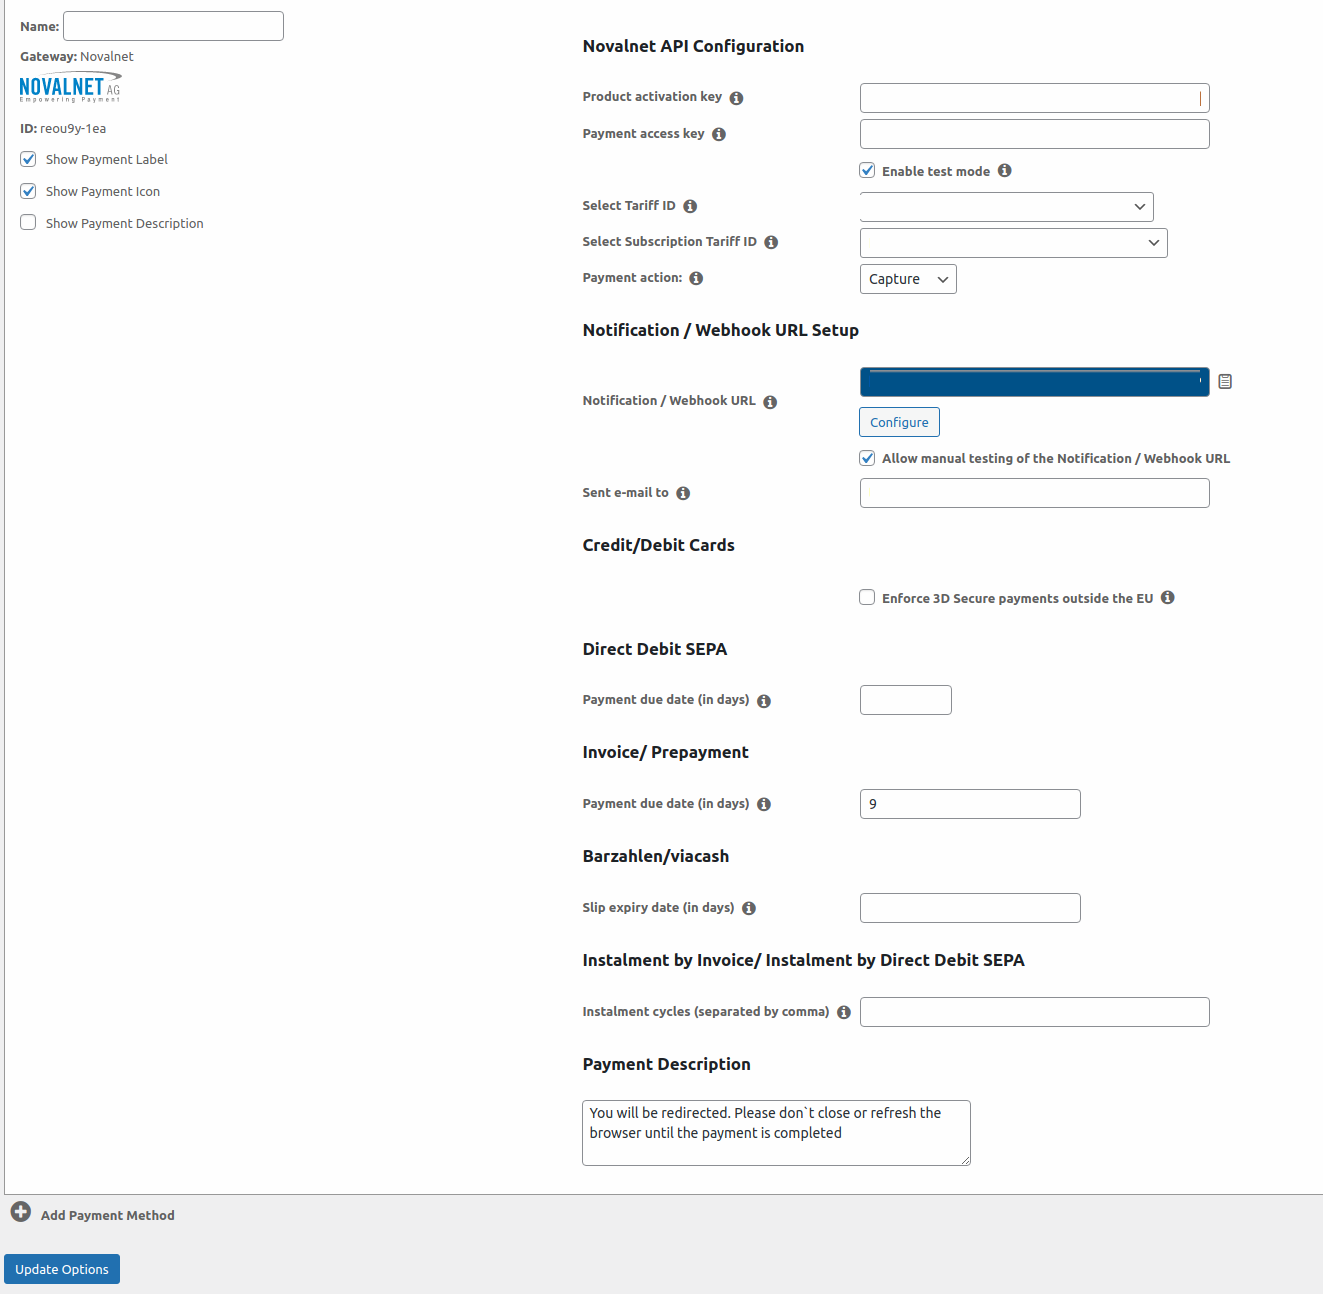 Name:
Gateway: Novalnet
NOVALNET AG
Empowering Payment
ID: reou9y-1ea
Show Payment Label
Show Payment Icon
Show Payment Description
Novalnet API Configuration
Product activation key
Payment access key
Enable test mode
Select Tariff ID
Select Subscription Tariff ID
Payment action:
Capture
Notification / Webhook URL Setup
Notification / Webhook URL
Configure
Allow manual testing of the Notification / Webhook URL
Sent e-mail to
Credit/Debit Cards
Enforce 3D Secure payments outside the EU
Direct Debit SEPA
Payment due date (in days)
Invoice/ Prepayment
Payment due date (in days)
9
Barzahlen/viacash
Slip expiry date (in days)
Instalment by Invoice/ Instalment by Direct Debit SEPA
Instalment cycles (separated by comma)
Payment Description
You will be redirected. Please don`t close or refresh the
browser until the payment is completed
Add Payment Method
Update Options